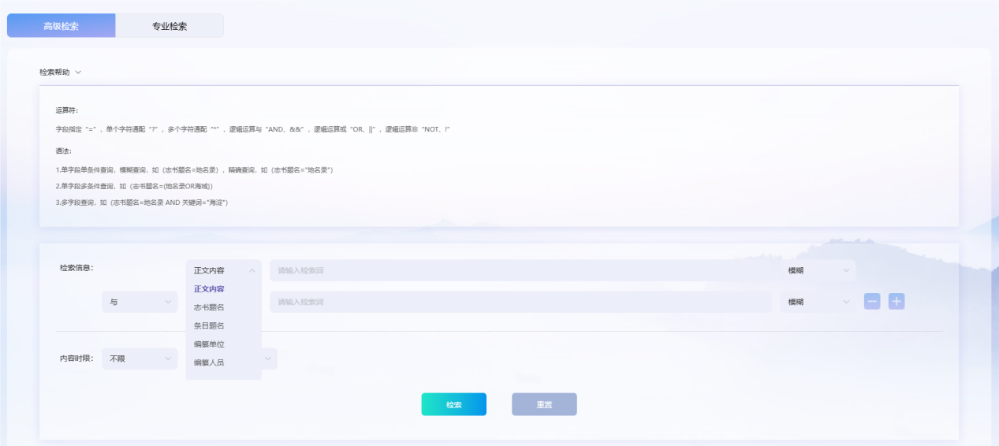 高级检索 专业检索
检索帮助
运算符：
字段指定 "="，单个字符通配 "?"，多个字符通配 "*"，逻辑运算与 "AND、&&"，逻辑运算或 "OR、||"，逻辑运算非 "NOT、!"
语法：
1.单字段单条件查询，模糊查询，如（志书题名=地名录），精确查询，如（志书题名="地名录"）
2.单字段多条件查询，如（志书题名=(地名录OR海域)）
3.多字段查询，如（志书题名=地名录 AND 关键词="海淀"）
检索信息： 正文内容 请输入检索词 模糊
正文内容
与 请输入检索词 模糊
志书题名
条目题名
编纂单位
内容时限： 不限
编纂人员
检索 重置